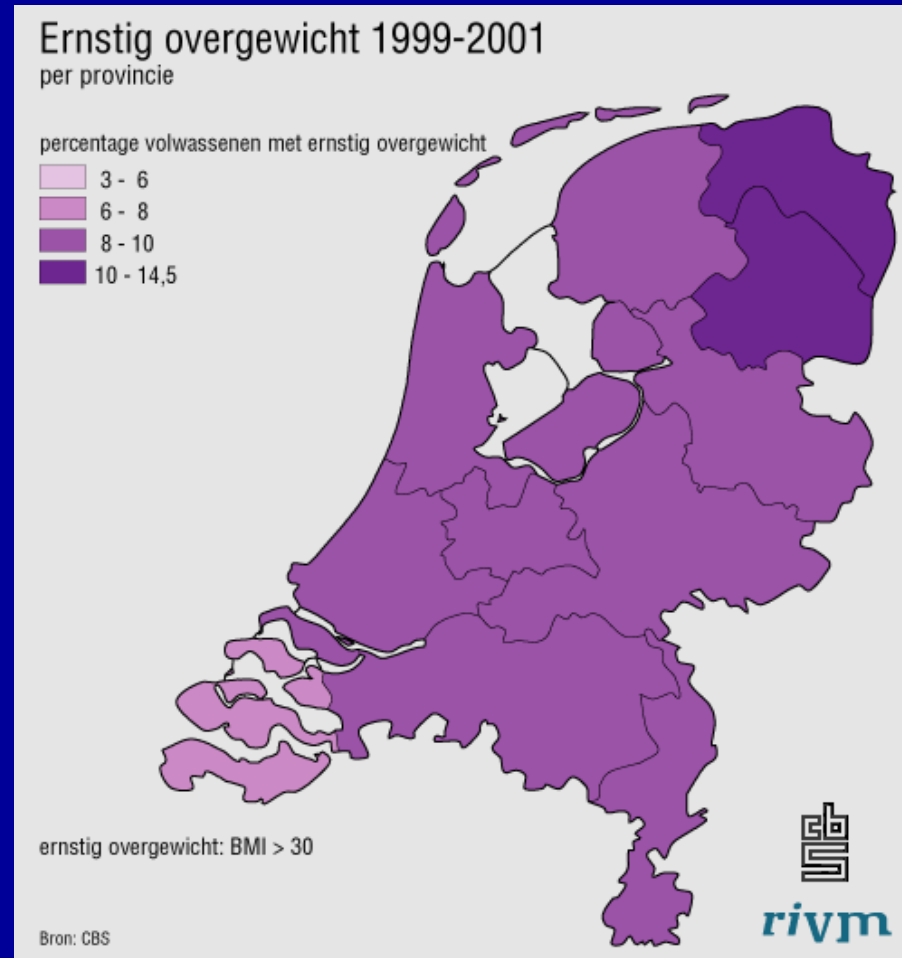 Ernstig overgewicht 1999-2001
per provincie
percentage volwassenen met ernstig overgewicht
3 - 6
6 - 8
8 - 10
10 - 14,5
ernstig overgewicht: BMI > 30
Bron: CBS
cbs
rivm